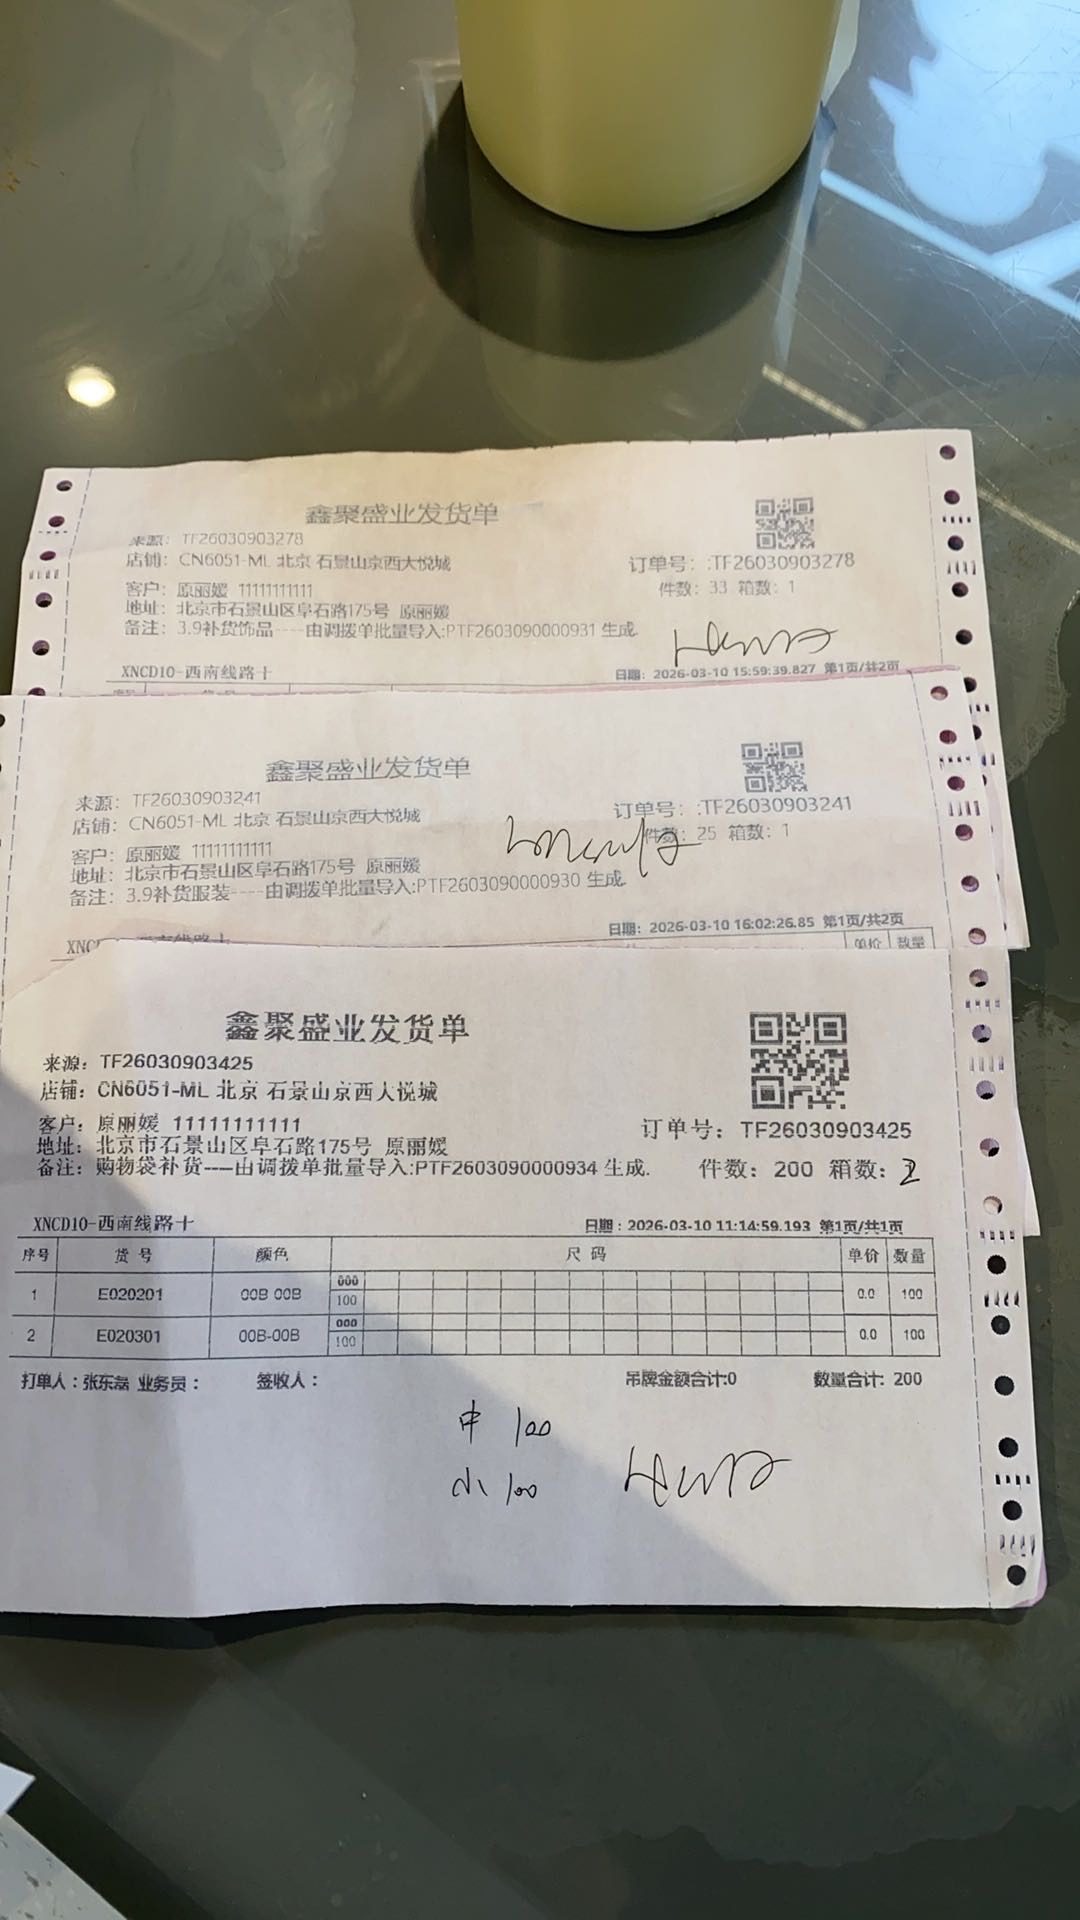 鑫聚盛业发货单
来源: TF26030903278
店铺: CN6051-ML 北京 石景山京西大悦城
订单号: :TF26030903278
客户: 原丽媛 11111111111
件数: 33 箱数: 1
地址: 北京市石景山区阜石路175号 原丽媛
备注: 3.9补货饰品----由调拨单批量导入:PTF2603090000931 生成.
XNCD10-西南线路十
日期: 2026-03-10 15:59:39.827 第1页/共2页
鑫聚盛业发货单
来源: TF26030903241
店铺: CN6051-ML 北京 石景山京西大悦城
订单号: :TF26030903241
客户: 原丽媛 11111111111
件数: 25 箱数: 1
地址: 北京市石景山区阜石路175号 原丽媛
备注: 3.9补货服装----由调拨单批量导入:PTF2603090000930 生成.
日期: 2026-03-10 16:02:26.85 第1页/共2页
单价 数量
鑫聚盛业发货单
来源: TF26030903425
店铺: CN6051-ML 北京 石景山京西大悦城
客户: 原丽媛 11111111111
订单号: TF26030903425
地址: 北京市石景山区阜石路175号 原丽媛
备注: 购物袋补货----由调拨单批量导入:PTF2603090000934 生成.
件数: 200 箱数: 2
XNCD10-西南线路十
日期: 2026-03-10 11:14:59.193 第1页/共1页
序号 货号 颜色 尺码 单价 数量
000
1 E020201 00B-00B 100 0.0 100
000
2 E020301 00B-00B 100 0.0 100
打单人: 张东磊 业务员: 签收人: 吊牌金额合计:0 数量合计: 200
中 100
小 100